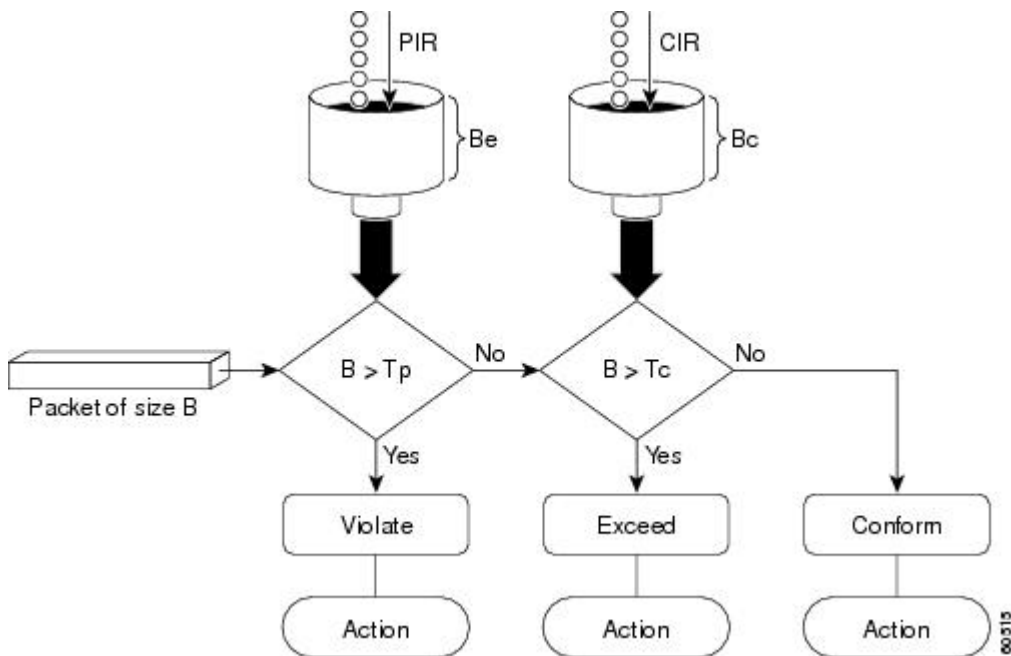 PIR
CIR
Be
Bc
B > Tp
No
B > Tc
No
Packet of size B
Yes
Yes
Violate
Exceed
Conform
Action
Action
Action
60515